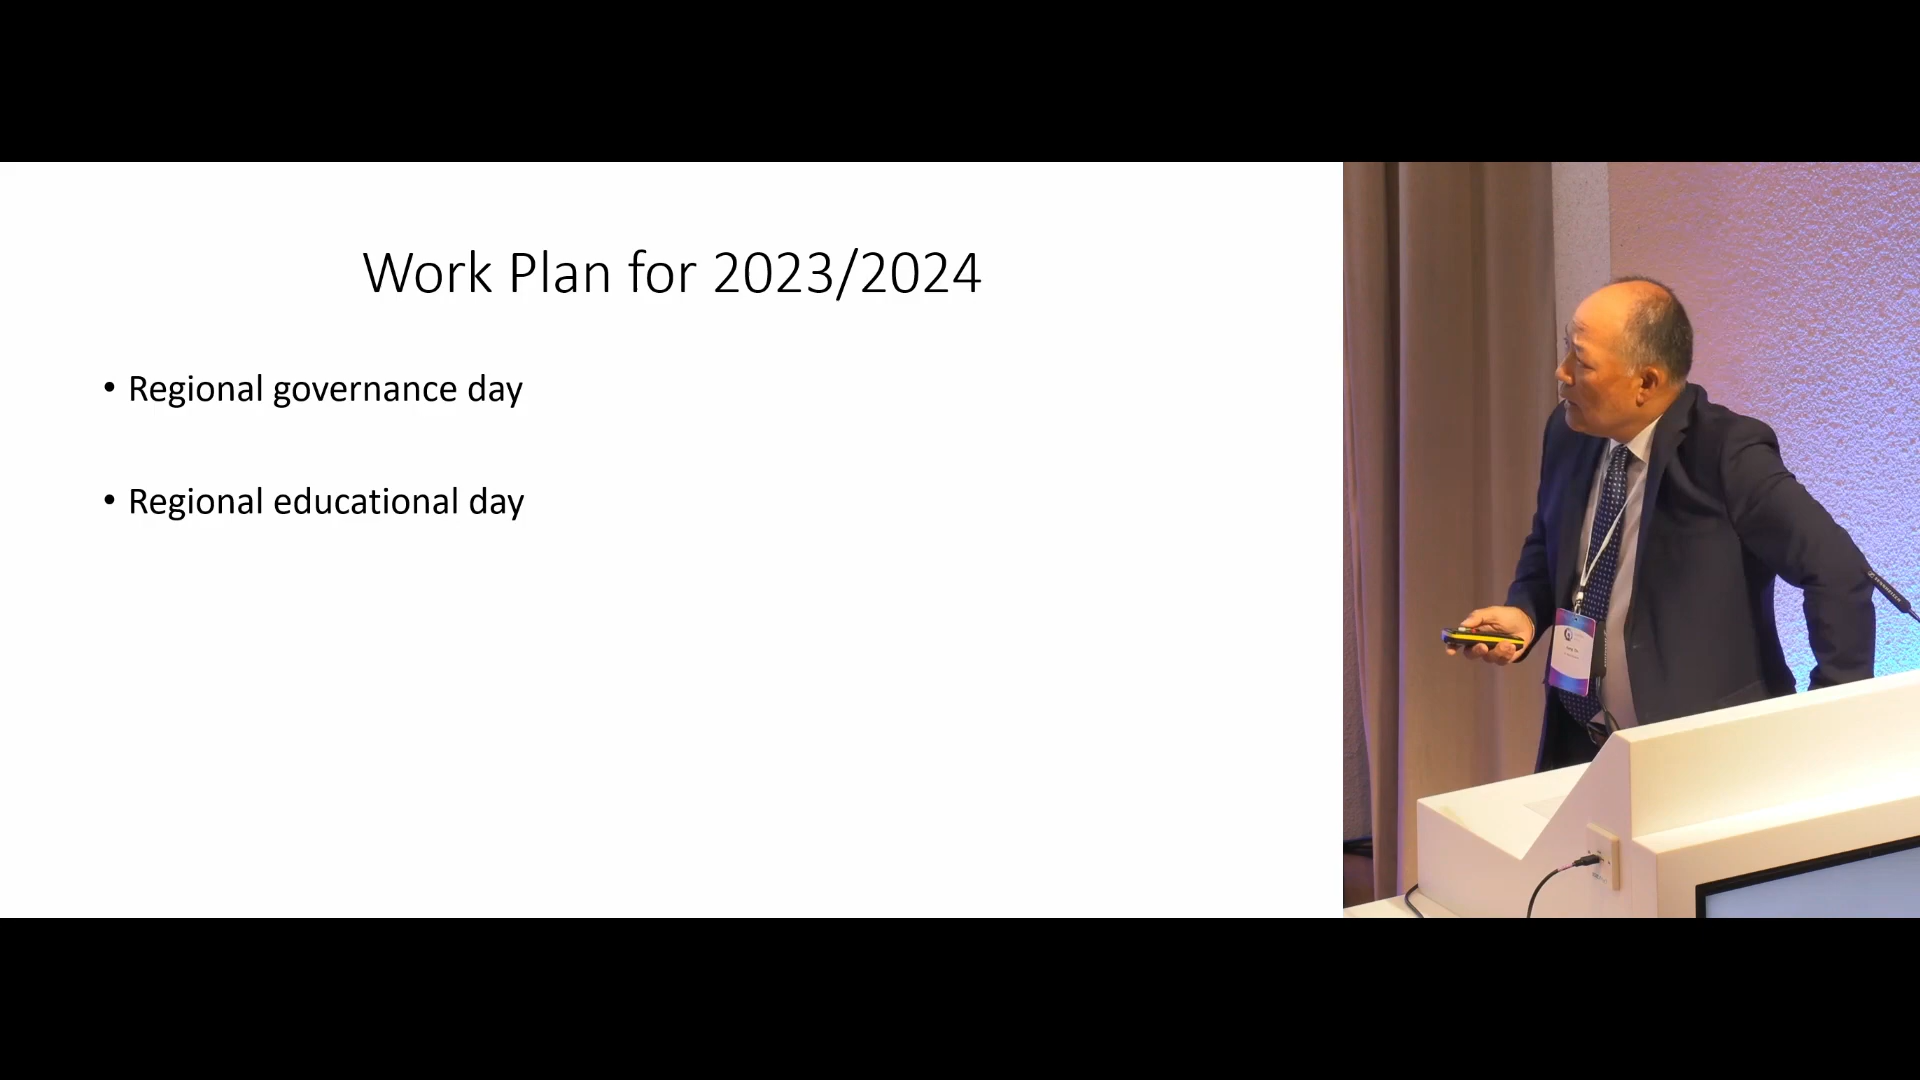 Work Plan for 2023/2024
• Regional governance day
• Regional educational day